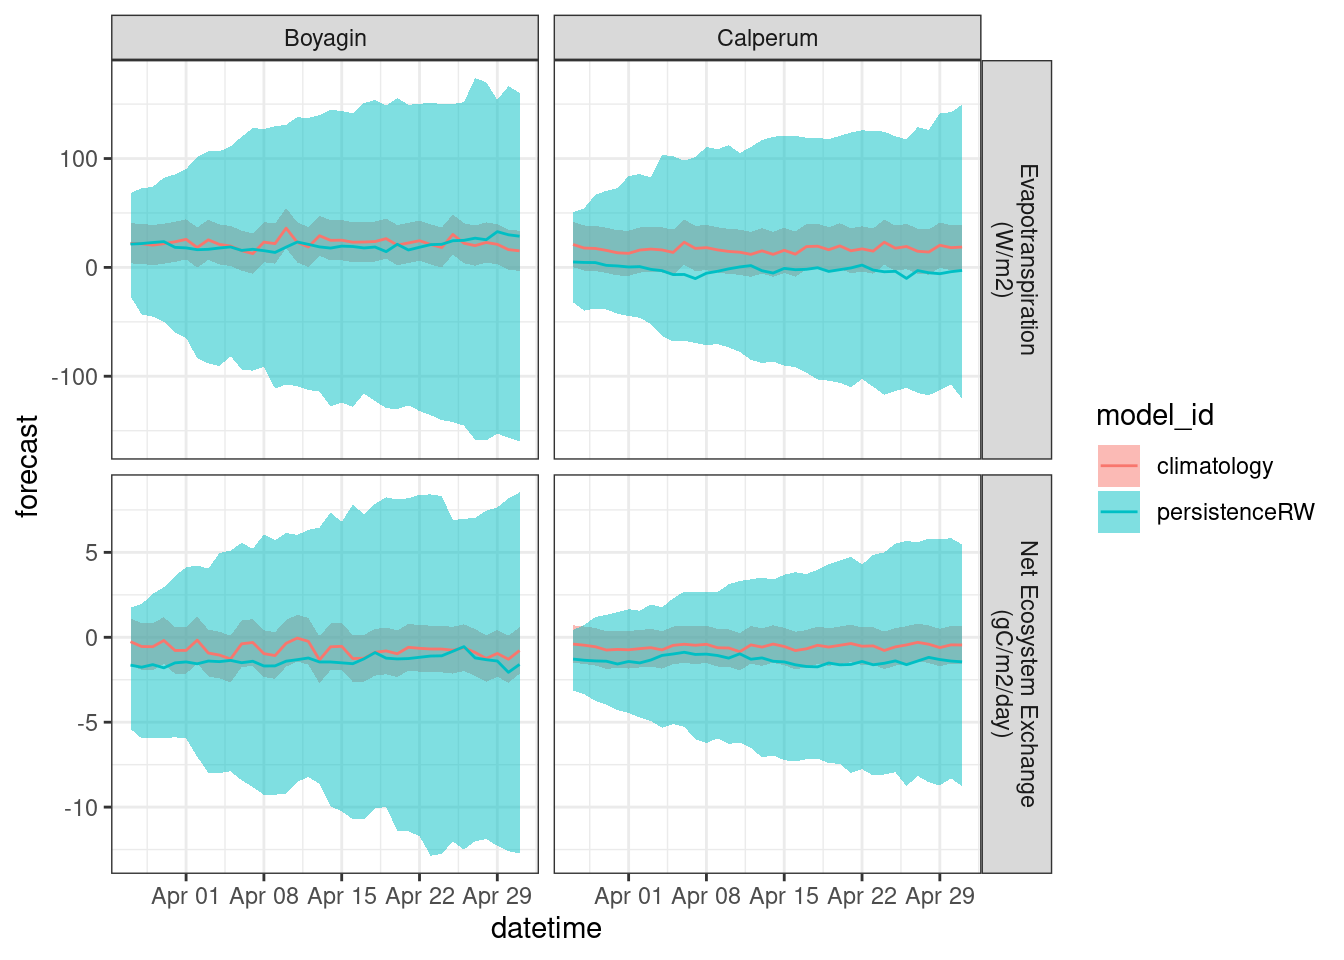 Boyagin
Calperum
100
0
-100
Evapotranspiration
(W/m2)
5
0
-5
-10
Net Ecosystem Exchange
(gC/m2/day)
forecast
Apr 01 Apr 08 Apr 15 Apr 22 Apr 29
Apr 01 Apr 08 Apr 15 Apr 22 Apr 29
datetime
model_id
climatology
persistenceRW